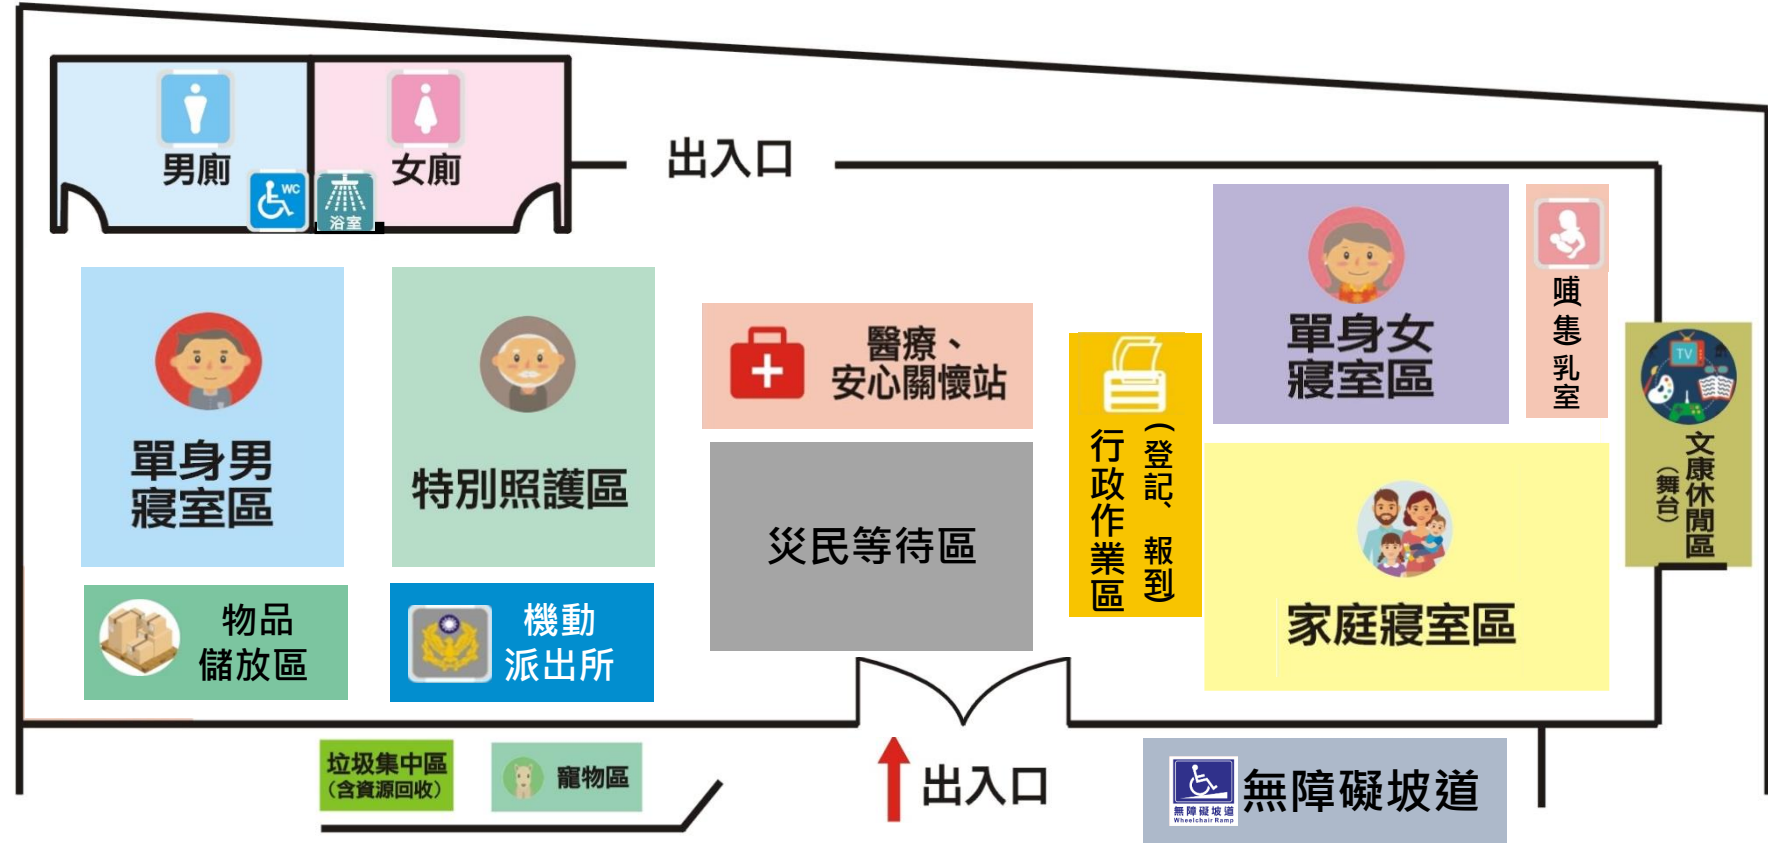 男廁
WC
浴室
女廁
出入口
單身男
寢室區
特別照護區
醫療、
安心關懷站
災民等待區
行政作業區
(登記、報到)
單身女
寢室區
哺(集)乳室
TV
文康休閒區
(舞台)
家庭寢室區
物品
儲放區
機動
派出所
垃圾集中區
(含資源回收)
寵物區
出入口
無障礙坡道
Wheelchair Ramp
無障礙坡道